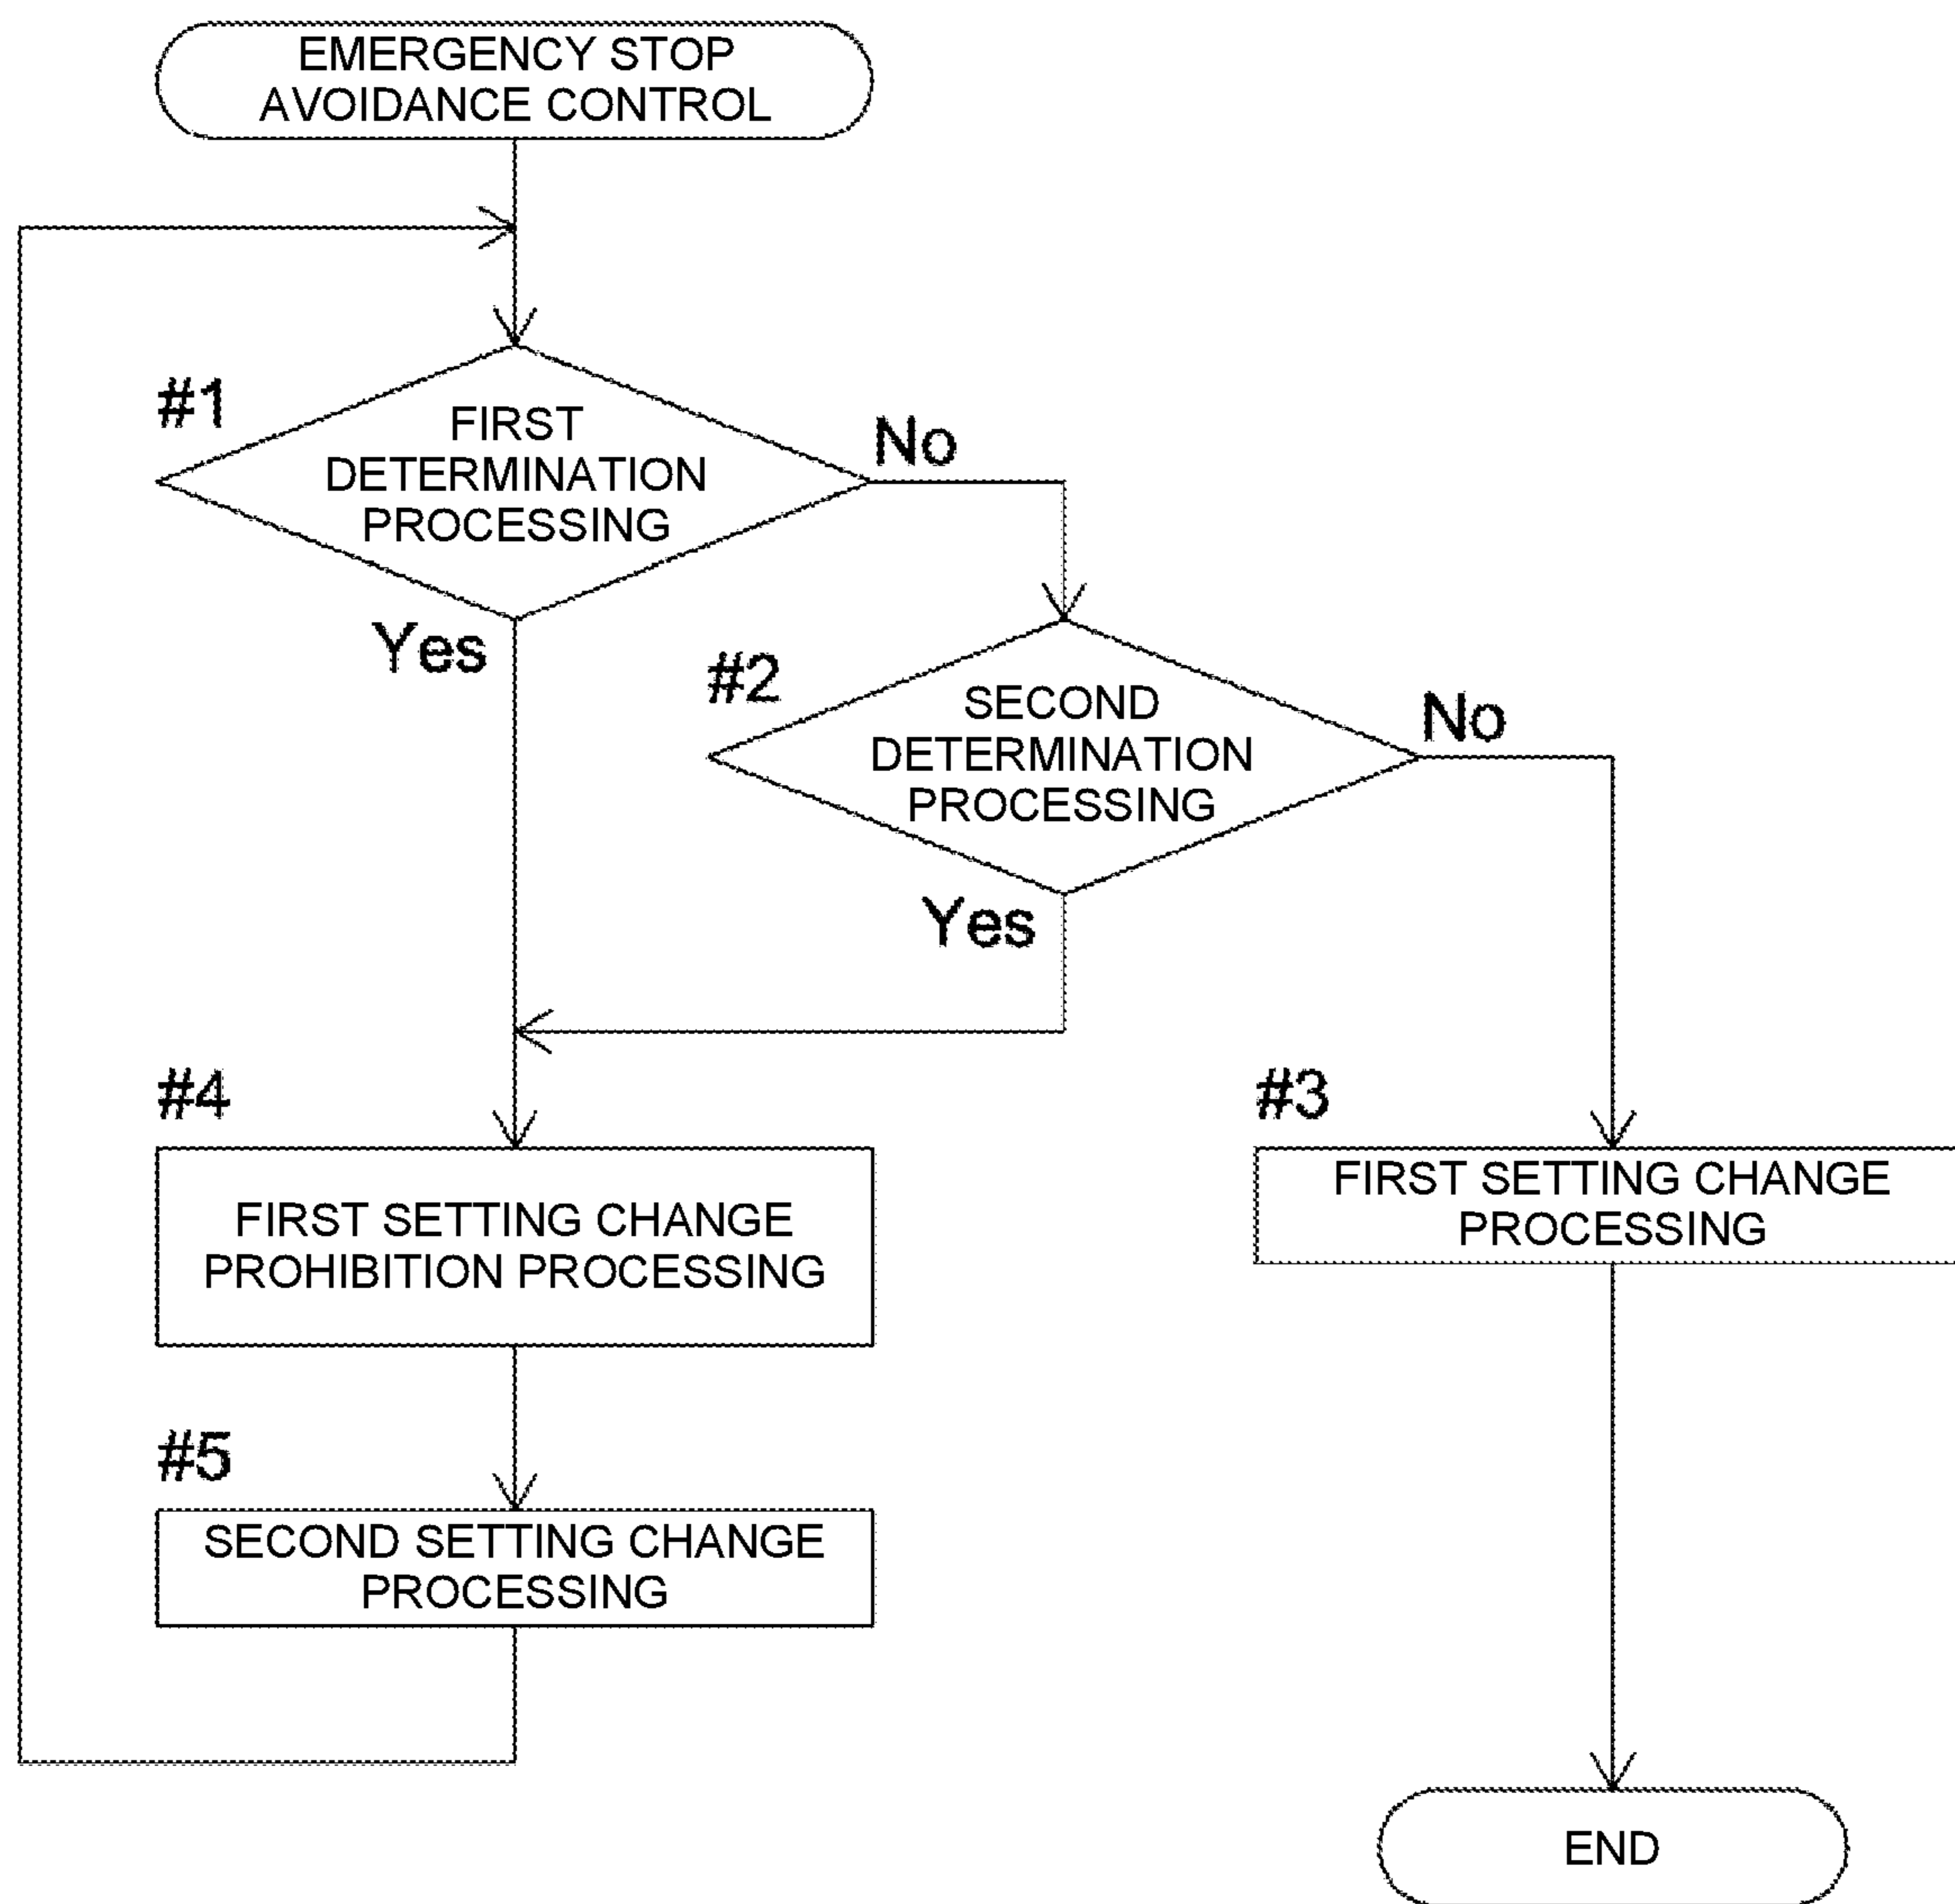 EMERGENCY STOP
AVOIDANCE CONTROL
#1
FIRST
DETERMINATION
PROCESSING
No
Yes
#2
SECOND
DETERMINATION
PROCESSING
No
Yes
#4
FIRST SETTING CHANGE
PROHIBITION PROCESSING
#3
FIRST SETTING CHANGE
PROCESSING
#5
SECOND SETTING CHANGE
PROCESSING
END